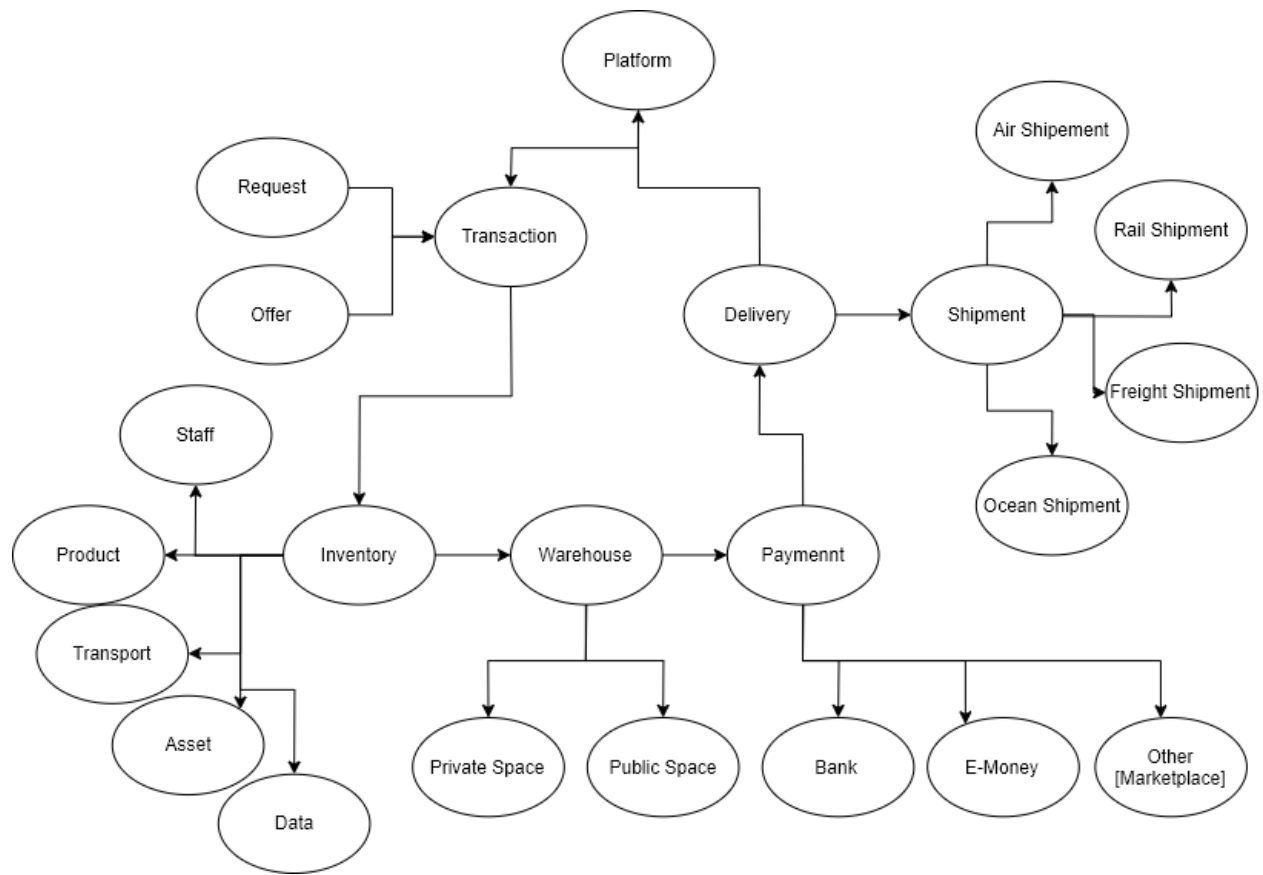 Platform
Air Shipement
Request
Rail Shipment
Transaction
Offer
Delivery
Shipment
Freight Shipment
Staff
Ocean Shipment
Product
Inventory
Warehouse
Paymennt
Transport
Asset
Private Space
Public Space
Bank
E-Money
Other
[Marketplace]
Data